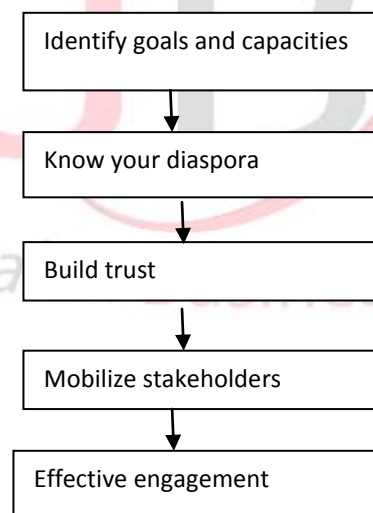 Identify goals and capacities
Know your diaspora
Build trust
Mobilize stakeholders
Effective engagement